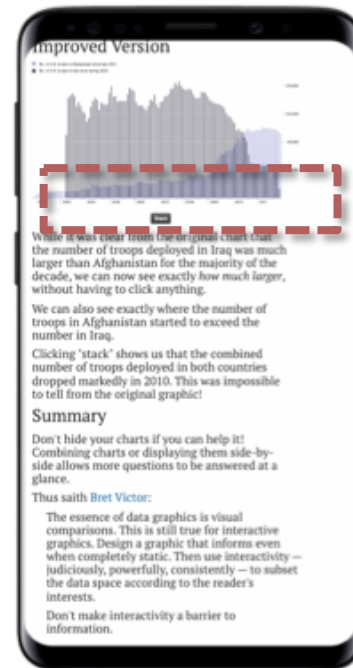 Improved Version
While it was clear from the original chart that
the number of troops deployed in Iraq was much
larger than Afghanistan for the majority of the
decade, we can now see exactly how much larger,
without having to click anything.
We can also see exactly where the number of
troops in Afghanistan started to exceed the
number in Iraq.
Clicking "stack" shows us that the combined
number of troops deployed in both countries
dropped markedly in 2010. This was impossible
to tell from the original graphic!
Summary
Don't hide your charts if you can help it!
Combining charts or displaying them side-by-
side allows more questions to be answered at a
glance.
Thus saith Bret Victor:
The essence of data graphics is visual
comparisons. This is still true for interactive
graphics. Design a graphic that informs even
when completely static. Then use interactivity —
judiciously, powerfully, consistently — to subset
the data space according to the reader's
interests.
Don't make interactivity a barrier to
information.